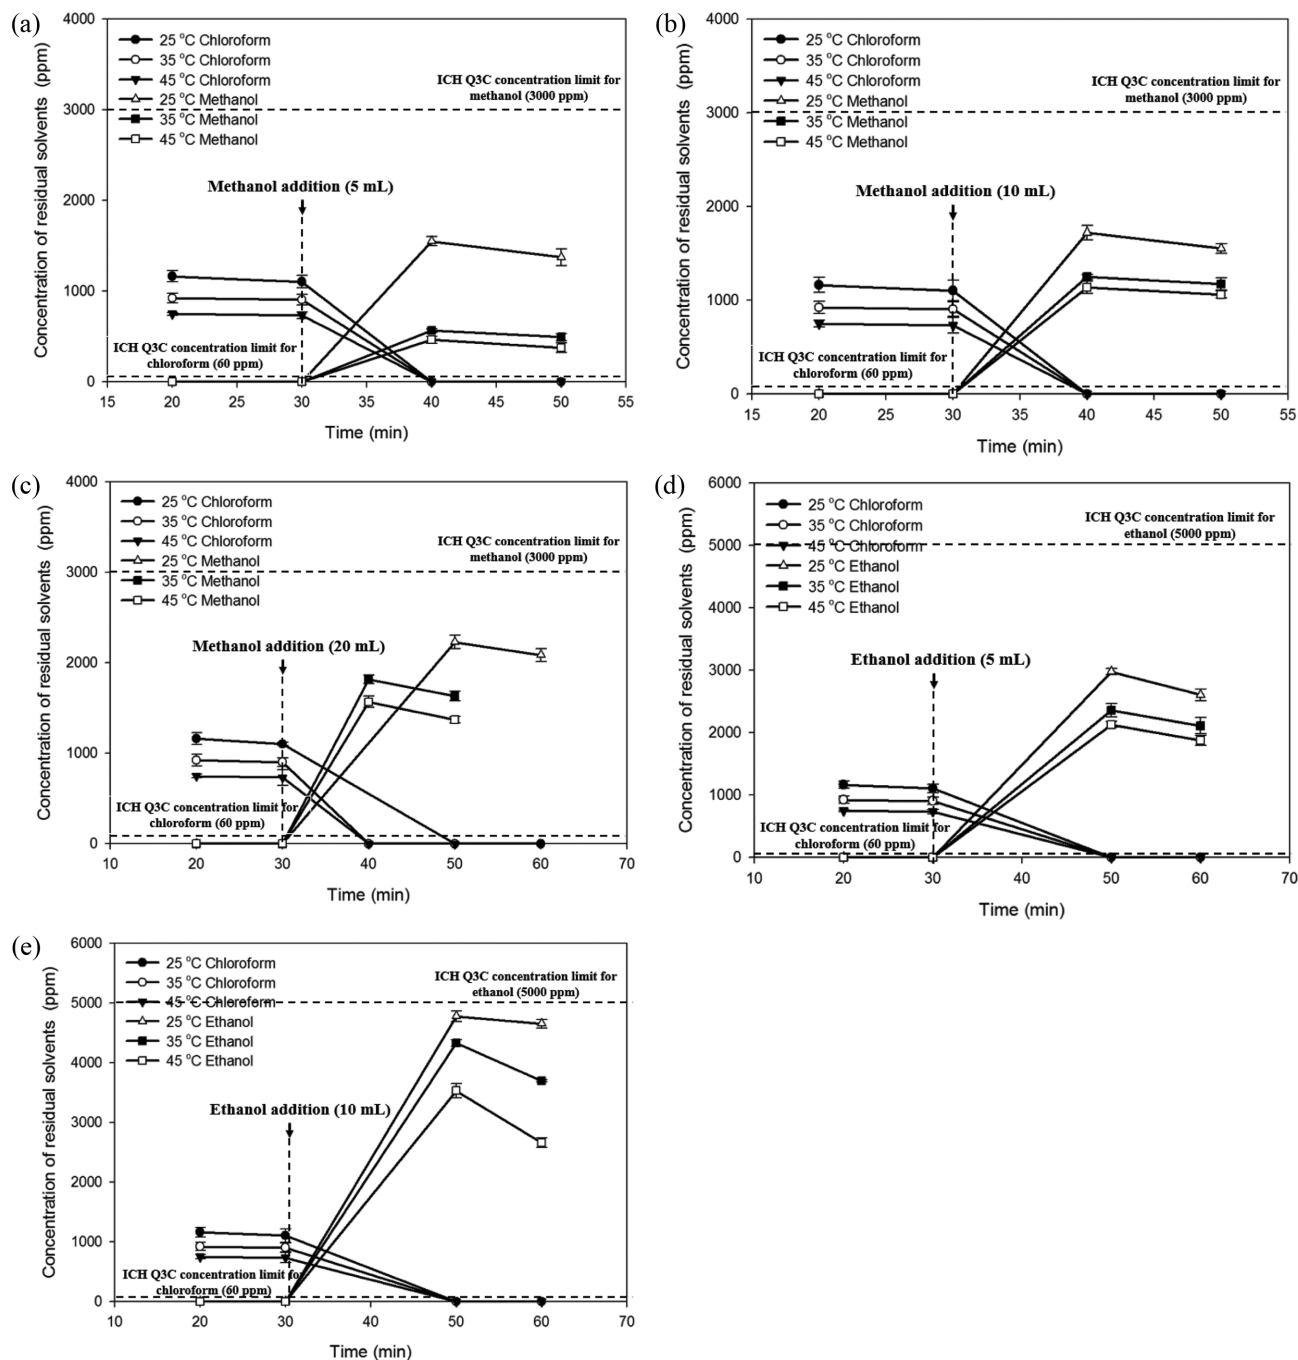 (a)
4000
3000
2000
1000
0
Concentration of residual solvents (ppm)
25 °C Chloroform
35 °C Chloroform
45 °C Chloroform
25 °C Methanol
35 °C Methanol
45 °C Methanol
ICH Q3C concentration limit for
methanol (3000 ppm)
Methanol addition (5 mL)
ICH Q3C concentration limit for
chloroform (60 ppm)
15 20 25 30 35 40 45 50 55
Time (min)
(b)
4000
3000
2000
1000
0
Concentration of residual solvents (ppm)
25 °C Chloroform
35 °C Chloroform
45 °C Chloroform
25 °C Methanol
35 °C Methanol
45 °C Methanol
ICH Q3C concentration limit for
methanol (3000 ppm)
Methanol addition (10 mL)
ICH Q3C concentration limit for
chloroform (60 ppm)
15 20 25 30 35 40 45 50 55
Time (min)
(c)
4000
3000
2000
1000
0
Concentration of residual solvents (ppm)
25 °C Chloroform
35 °C Chloroform
45 °C Chloroform
25 °C Methanol
35 °C Methanol
45 °C Methanol
ICH Q3C concentration limit for
methanol (3000 ppm)
Methanol addition (20 mL)
ICH Q3C concentration limit for
chloroform (60 ppm)
10 20 30 40 50 60 70
Time (min)
(d)
6000
5000
4000
3000
2000
1000
0
Concentration of residual solvents (ppm)
25 °C Chloroform
35 °C Chloroform
45 °C Chloroform
25 °C Ethanol
35 °C Ethanol
45 °C Ethanol
ICH Q3C concentration limit for
ethanol (5000 ppm)
Ethanol addition (5 mL)
ICH Q3C concentration limit for
chloroform (60 ppm)
10 20 30 40 50 60 70
Time (min)
(e)
6000
5000
4000
3000
2000
1000
0
Concentration of residual solvents (ppm)
25 °C Chloroform
35 °C Chloroform
45 °C Chloroform
25 °C Ethanol
35 °C Ethanol
45 °C Ethanol
ICH Q3C concentration limit for
ethanol (5000 ppm)
Ethanol addition (10 mL)
ICH Q3C concentration limit for
chloroform (60 ppm)
10 20 30 40 50 60 70
Time (min)